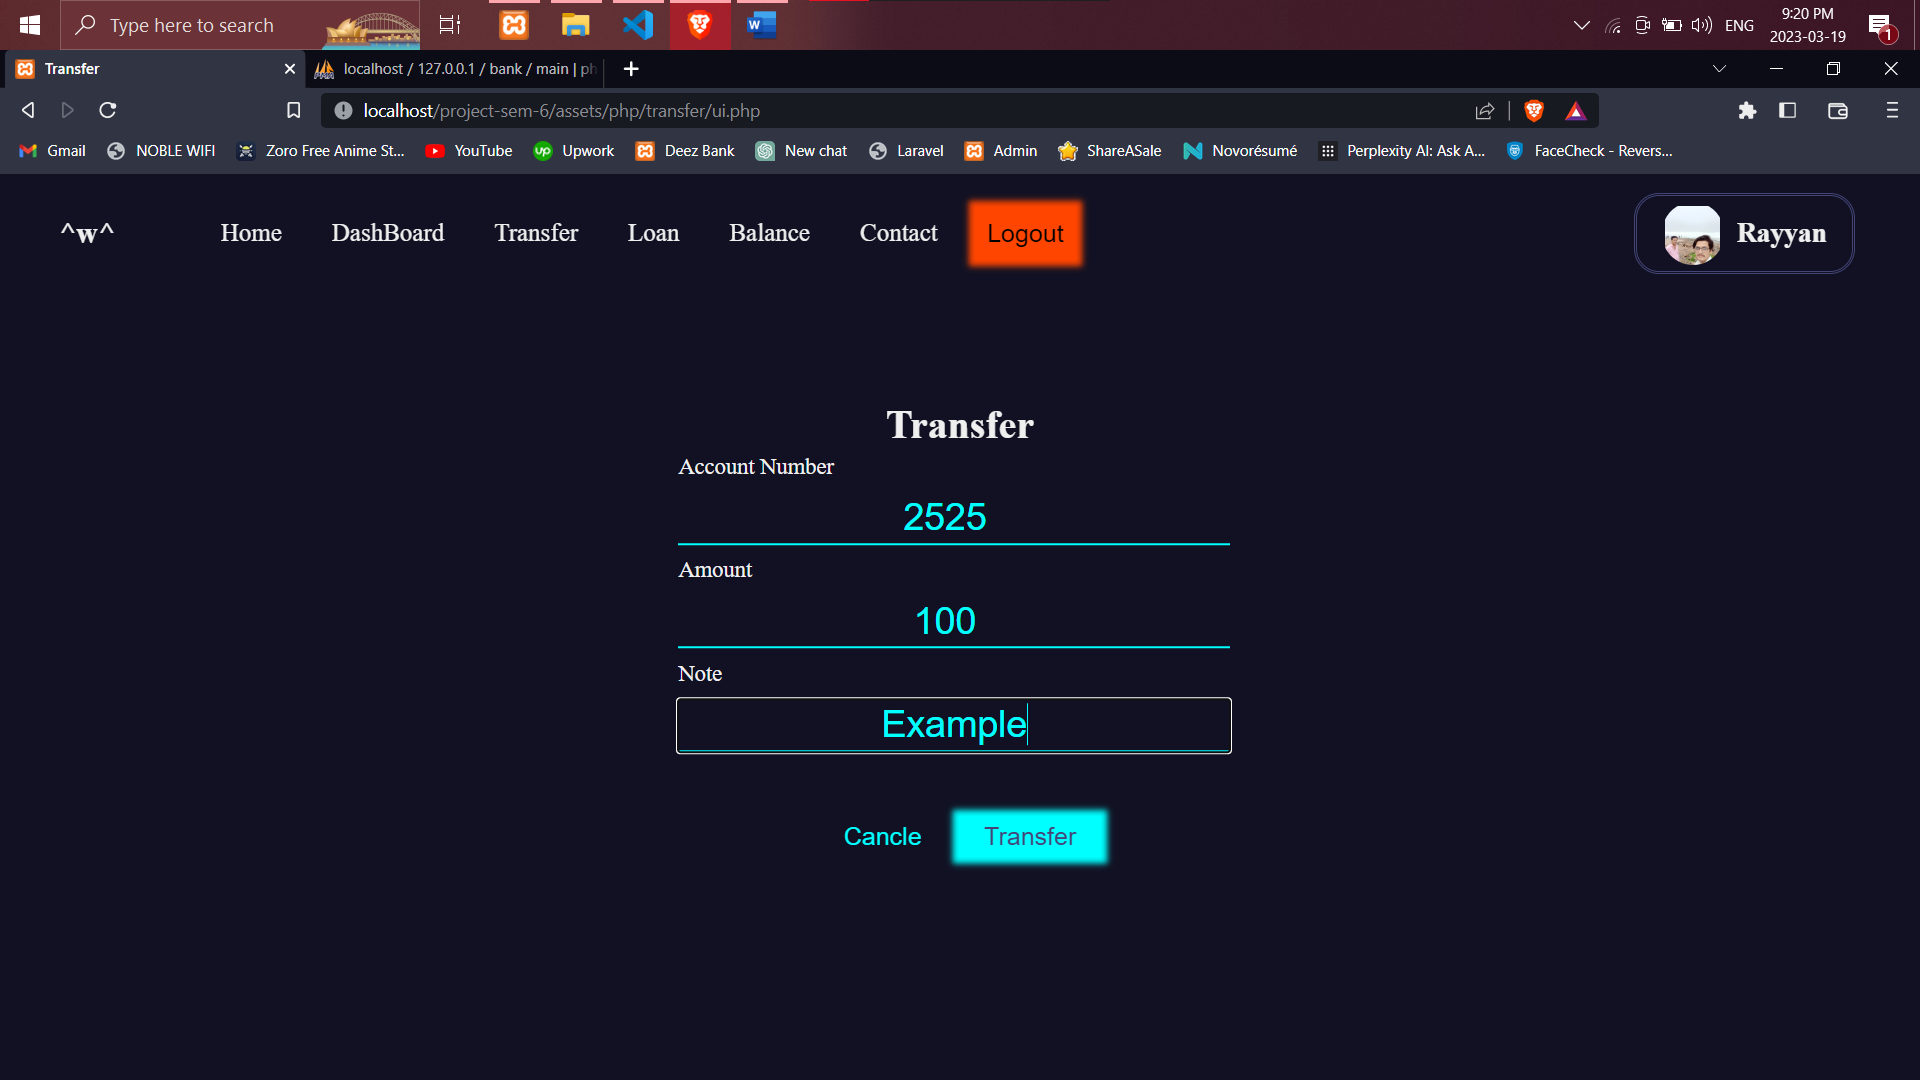 Type here to search
ENG
9:20 PM
2023-03-19
1
Transfer
localhost / 127.0.0.1 / bank / main | ph
localhost/project-sem-6/assets/php/transfer/ui.php
Gmail
NOBLE WIFI
Zoro Free Anime St...
YouTube
Upwork
Deez Bank
New chat
Laravel
Admin
ShareASale
Novorésumé
Perplexity AI: Ask A...
FaceCheck - Revers...
^w^
Home
DashBoard
Transfer
Loan
Balance
Contact
Logout
Rayyan
Transfer
Account Number
2525
Amount
100
Note
Example
Cancle
Transfer